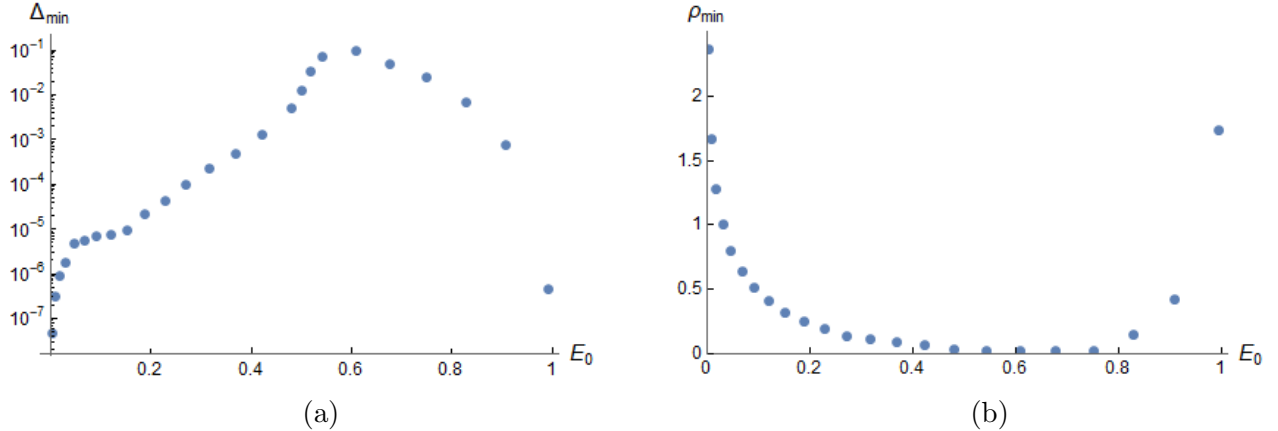 Δmin
10⁻¹
10⁻²
10⁻³
10⁻⁴
10⁻⁵
10⁻⁶
10⁻⁷
0.2 0.4 0.6 0.8 1 E₀
(a)
ρmin
2
1.5
1
0.5
0
0 0.2 0.4 0.6 0.8 1 E₀
(b)